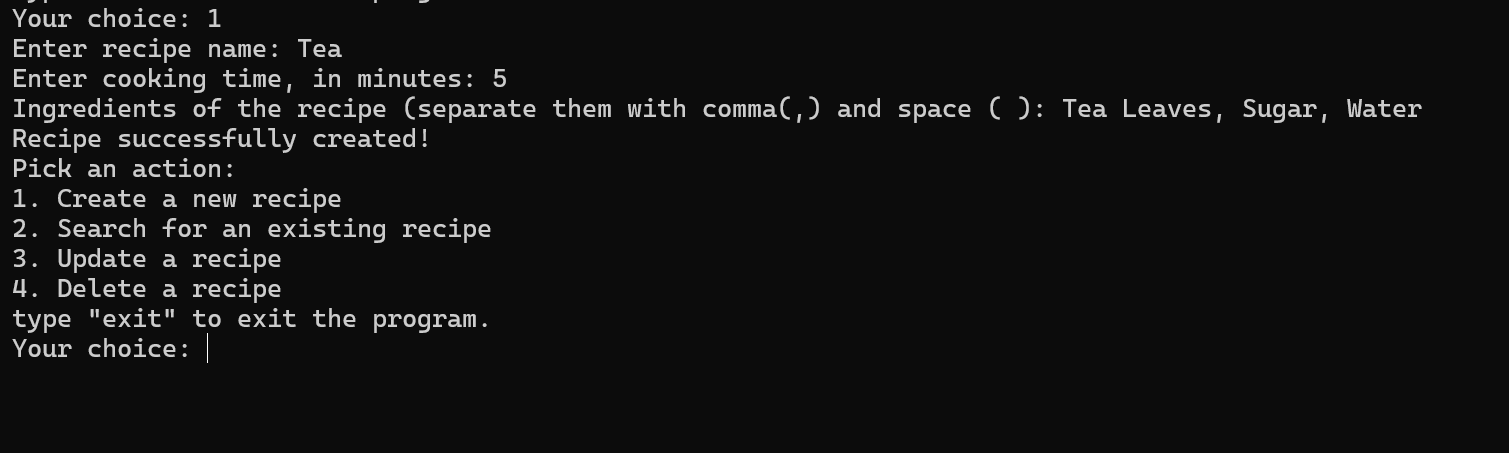 Your choice: 1
Enter recipe name: Tea
Enter cooking time, in minutes: 5
Ingredients of the recipe (separate them with comma(,) and space ( ): Tea Leaves, Sugar, Water
Recipe successfully created!
Pick an action:
1. Create a new recipe
2. Search for an existing recipe
3. Update a recipe
4. Delete a recipe
type "exit" to exit the program.
Your choice: